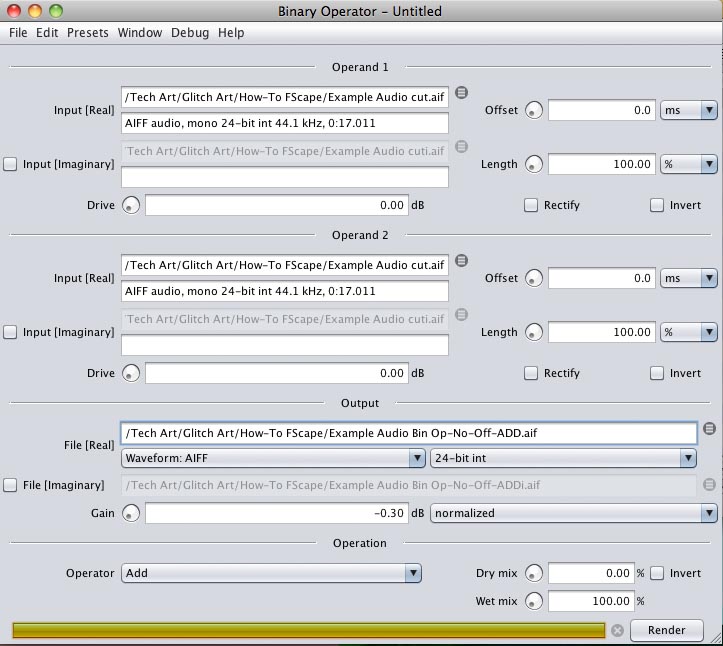 Binary Operator – Untitled
File Edit Presets Window Debug Help
Operand 1
Input [Real] /Tech Art/Glitch Art/How-To FScape/Example Audio cut.aif Offset 0.0 ms
AIFF audio, mono 24-bit int 44.1 kHz, 0:17.011
Input [Imaginary] Tech Art/Glitch Art/How-To FScape/Example Audio cuti.aif Length 100.00 %
Drive 0.00 dB Rectify Invert
Operand 2
Input [Real] /Tech Art/Glitch Art/How-To FScape/Example Audio cut.aif Offset 0.0 ms
AIFF audio, mono 24-bit int 44.1 kHz, 0:17.011
Input [Imaginary] Tech Art/Glitch Art/How-To FScape/Example Audio cuti.aif Length 100.00 %
Drive 0.00 dB Rectify Invert
Output
File [Real] /Tech Art/Glitch Art/How-To FScape/Example Audio Bin Op-No-Off-ADD.aif
Waveform: AIFF 24-bit int
File [Imaginary] /Tech Art/Glitch Art/How-To FScape/Example Audio Bin Op-No-Off-ADDi.aif
Gain -0.30 dB normalized
Operation
Operator Add Dry mix 0.00 % Invert
Wet mix 100.00 %
Render